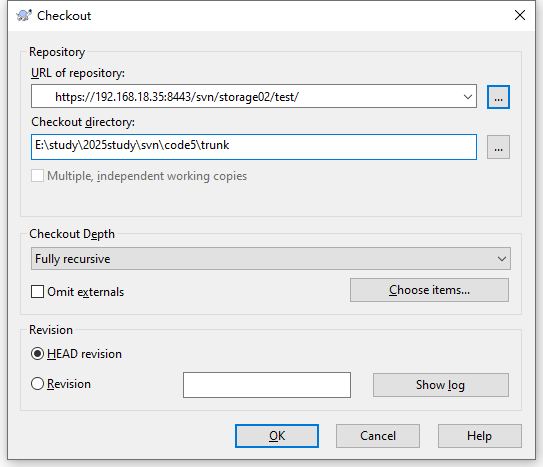 Checkout
Repository
URL of repository:
https://192.168.18.35:8443/svn/storage02/test/
...
Checkout directory:
E:\study\2025study\svn\code5\trunk
...
Multiple, independent working copies
Checkout Depth
Fully recursive
Omit externals
Choose items...
Revision
HEAD revision
Revision
Show log
OK
Cancel
Help